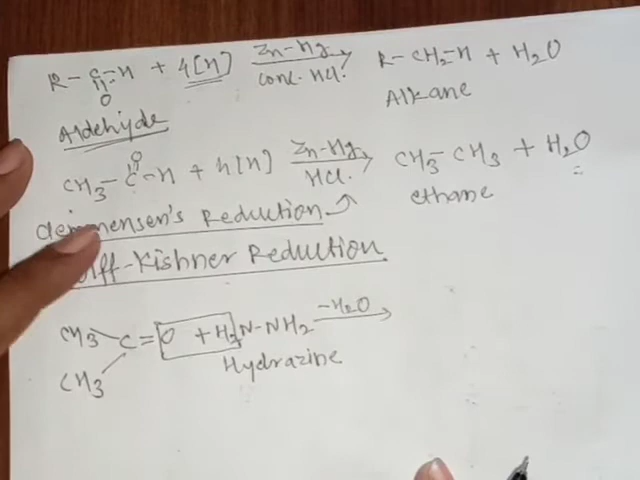 R-C-H + 4[H] Zn-Hg/conc. HCl. → R-CH2-H + H2O
O
Aldehyde
Alkane
O
CH3-C-H + 4[H] Zn-Hg/HCl. → CH3-CH3 + H2O
ethane
Clemmensen's Reduction
iff-Kishner Reduction
CH3
C=O + H2N-NH2 -H2O →
CH3
Hydrazine